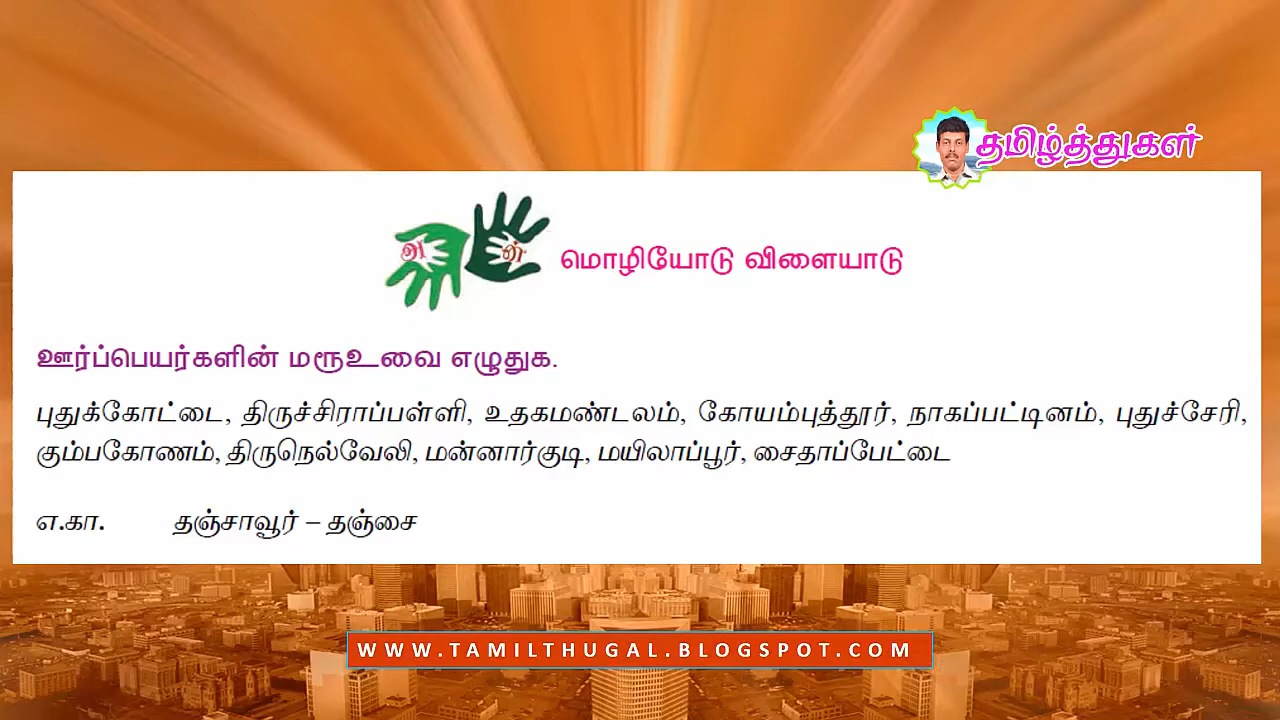 தமிழ்த்துகள்
அ ன்
மொழியோடு விளையாடு
ஊர்ப்பெயர்களின் மரூஉவை எழுதுக.
புதுக்கோட்டை, திருச்சிராப்பள்ளி, உதகமண்டலம், கோயம்புத்தூர், நாகப்பட்டினம், புதுச்சேரி,
கும்பகோணம், திருநெல்வேலி, மன்னார்குடி, மயிலாப்பூர், சைதாப்பேட்டை
எ.கா. தஞ்சாவூர் – தஞ்சை
WWW.TAMILTHUGAL.BLOGSPOT.COM